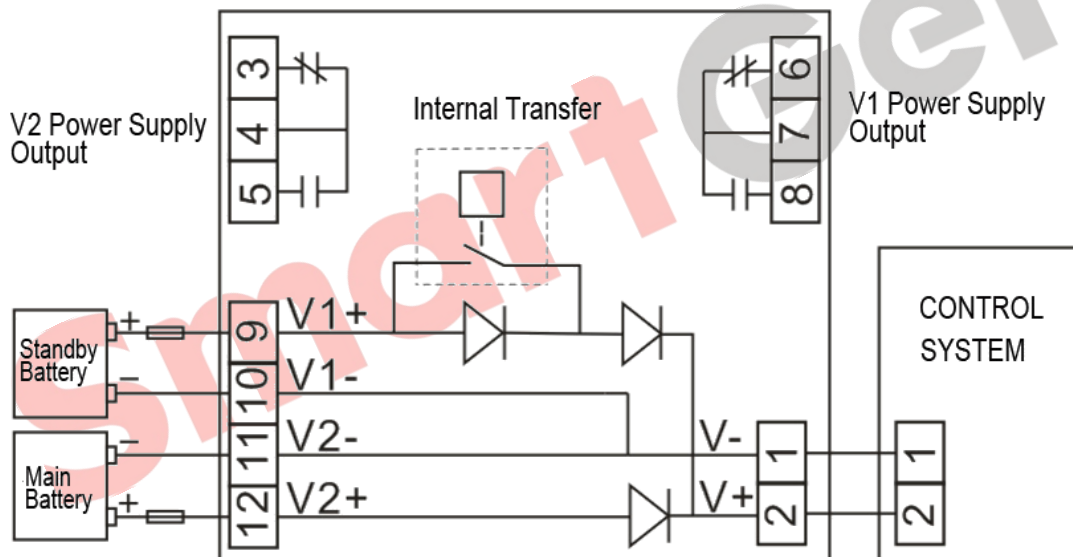 SmartGen
V2 Power Supply
Output
3
4
5
Internal Transfer
6
7
8
V1 Power Supply
Output
Standby
Battery
+
−
Main
Battery
−
+
9
10
11
12
V1+
V1-
V2-
V2+
V-
V+
1
2
CONTROL
SYSTEM
1
2